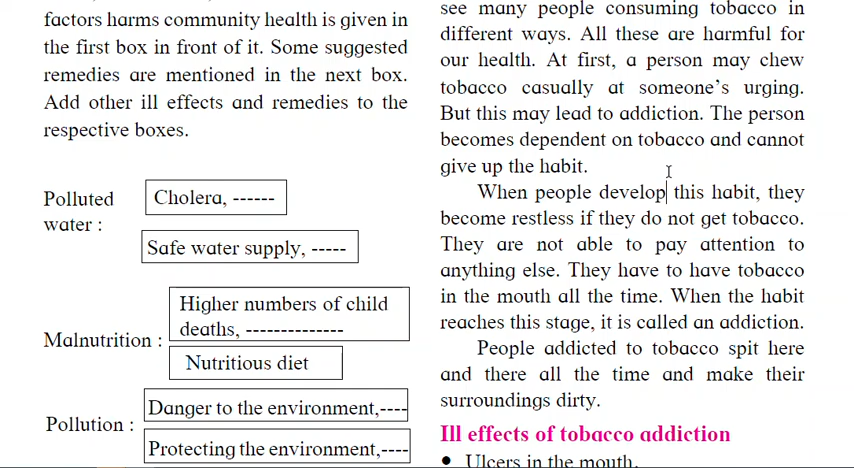 factors harms community health is given in
the first box in front of it. Some suggested
remedies are mentioned in the next box.
Add other ill effects and remedies to the
respective boxes.
Polluted
water :
Cholera, ------
Safe water supply, -----
Malnutrition :
Higher numbers of child
deaths, --------------
Nutritious diet
Pollution :
Danger to the environment,----
Protecting the environment,----
see many people consuming tobacco in
different ways. All these are harmful for
our health. At first, a person may chew
tobacco casually at someone's urging.
But this may lead to addiction. The person
becomes dependent on tobacco and cannot
give up the habit.
When people develop this habit, they
become restless if they do not get tobacco.
They are not able to pay attention to
anything else. They have to have tobacco
in the mouth all the time. When the habit
reaches this stage, it is called an addiction.
People addicted to tobacco spit here
and there all the time and make their
surroundings dirty.
Ill effects of tobacco addiction
● Ulcers in the mouth.